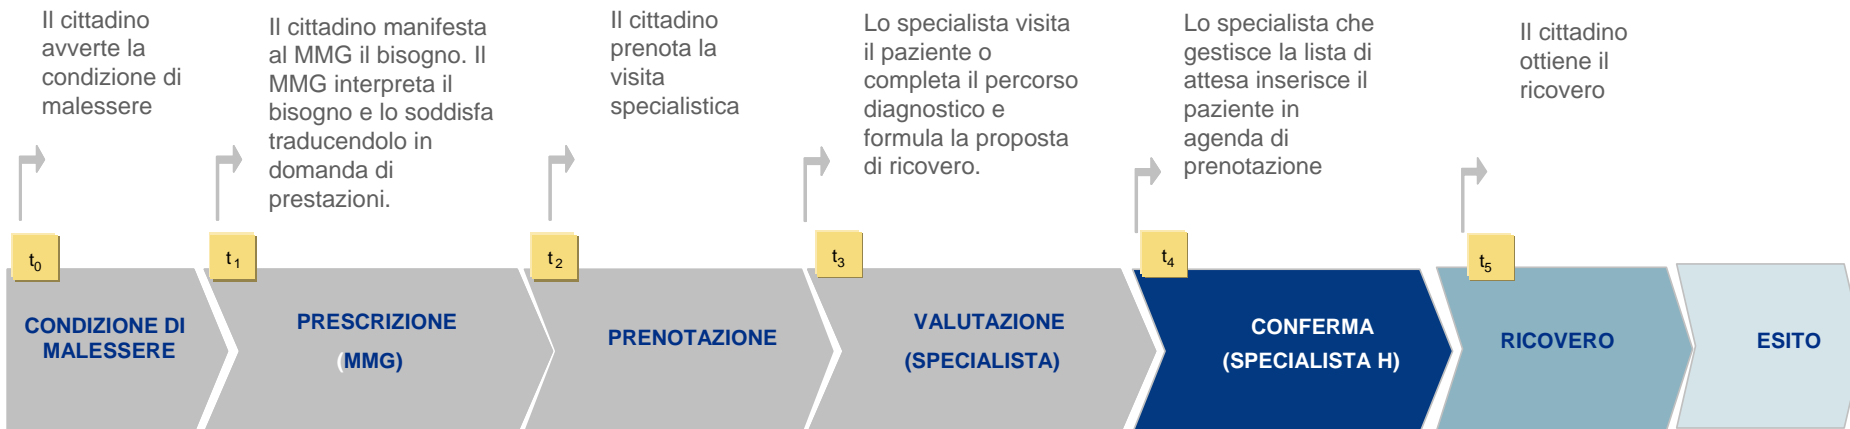 Il cittadino
avverte la
condizione di
malessere
Il cittadino manifesta
al MMG il bisogno. Il
MMG interpreta il
bisogno e lo soddisfa
traducendolo in
domanda di
prestazioni.
Il cittadino
prenota la
visita
specialistica
Lo specialista visita
il paziente o
completa il percorso
diagnostico e
formula la proposta
di ricovero.
Lo specialista che
gestisce la lista di
attesa inserisce il
paziente in
agenda di
prenotazione
Il cittadino
ottiene il
ricovero
t0
t1
t2
t3
t4
t5
CONDIZIONE DI
MALESSERE
PRESCRIZIONE
(MMG)
PRENOTAZIONE
VALUTAZIONE
(SPECIALISTA)
CONFERMA
(SPECIALISTA H)
RICOVERO
ESITO